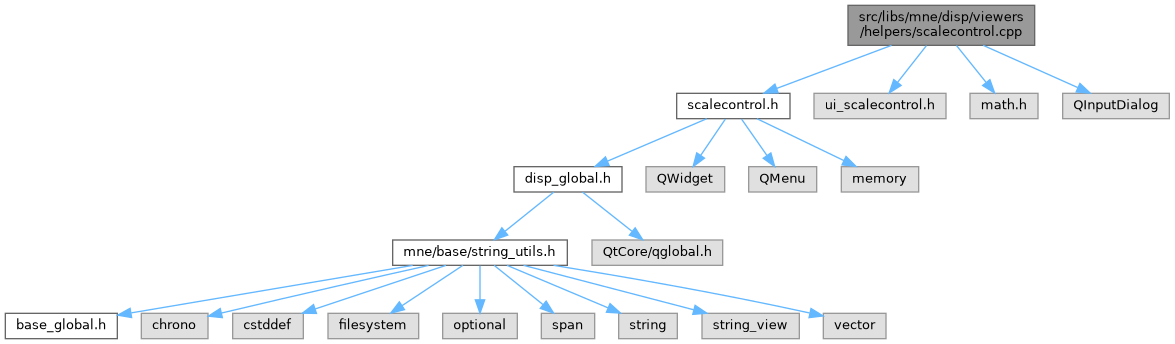 src/libs/mne/disp/viewers
/helpers/scalecontrol.cpp
scalecontrol.h
ui_scalecontrol.h
math.h
QInputDialog
disp_global.h
QWidget
QMenu
memory
mne/base/string_utils.h
QtCore/qglobal.h
base_global.h
chrono
cstddef
filesystem
optional
span
string
string_view
vector